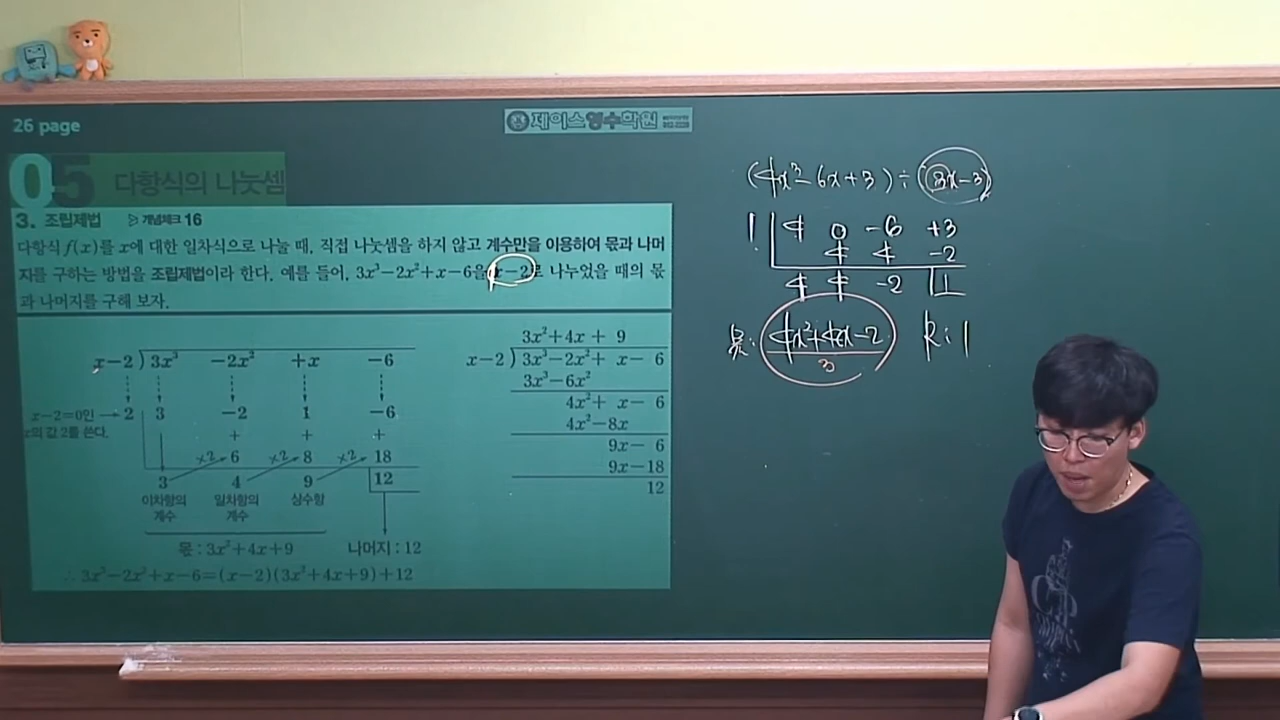 26 page
제이스영수학원
05 다항식의 나눗셈
3. 조립제법 ▷ 개념체크 16
다항식 f(x)를 x에 대한 일차식으로 나눌 때, 직접 나눗셈을 하지 않고 계수만을 이용하여 몫과 나머
지를 구하는 방법을 조립제법이라 한다. 예를 들어, 3x³-2x²+x-6을 x-2로 나누었을 때의 몫
과 나머지를 구해 보자.
x-2 ) 3x³ -2x² +x -6
x-2=0인 → 2 3 -2 1 -6
x의 값 2를 쓴다.
+ + +
×2 6 ×2 8 ×2 18
3 4 9 12
이차항의 계수 일차항의 계수 상수항
몫 : 3x²+4x+9 나머지 : 12
∴ 3x³-2x²+x-6=(x-2)(3x²+4x+9)+12
3x²+4x + 9
x-2 ) 3x³-2x²+ x- 6
3x³-6x²
4x²+ x- 6
4x²-8x
9x- 6
9x-18
12
(4x³-6x+3) ÷ (3x-3)
1 4 0 -6 +3
4 4 -2
4 4 -2 1
몫: 4x²+4x-2 R: 1
3